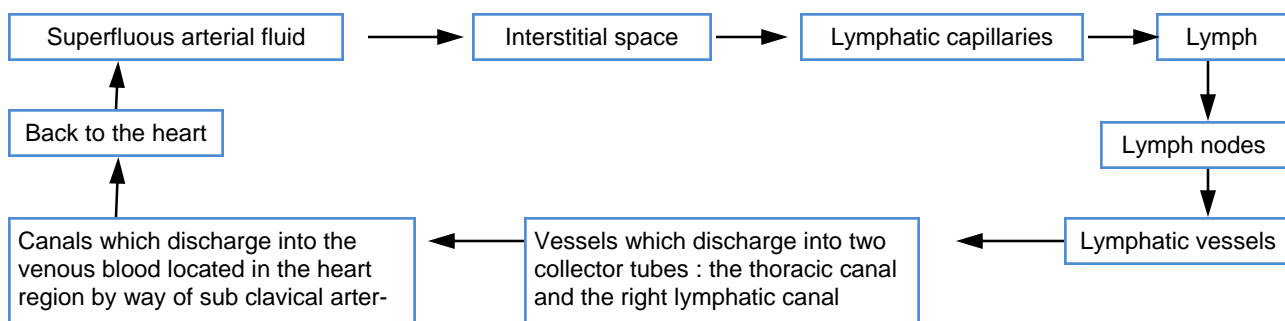 Superfluous arterial fluid
Interstitial space
Lymphatic capillaries
Lymph
Lymph nodes
Lymphatic vessels
Vessels which discharge into two
collector tubes : the thoracic canal
and the right lymphatic canal
Canals which discharge into the
venous blood located in the heart
region by way of sub clavical arter-
Back to the heart